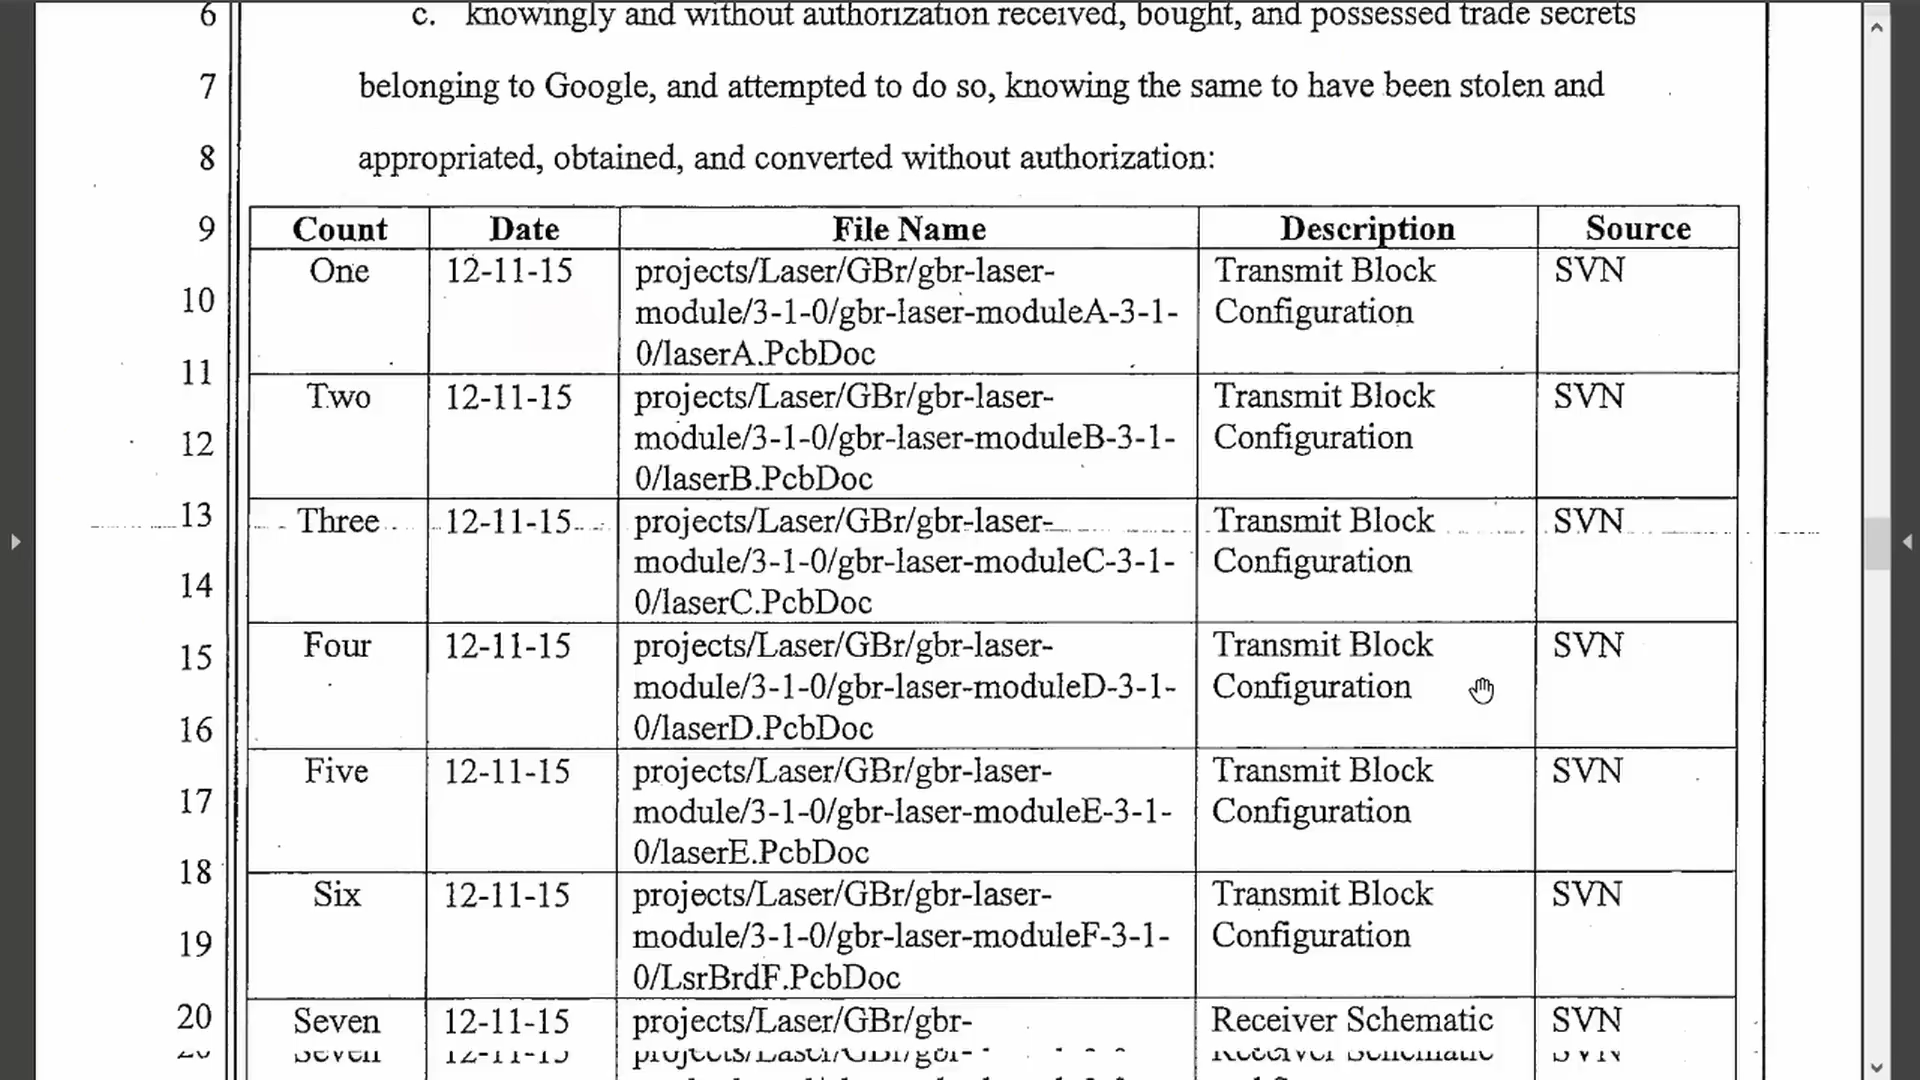 6 c. knowingly and without authorization received, bought, and possessed trade secrets
7 belonging to Google, and attempted to do so, knowing the same to have been stolen and
8 appropriated, obtained, and converted without authorization:
9 Count Date File Name Description Source
One 12-11-15 projects/Laser/GBr/gbr-laser- Transmit Block SVN
10 module/3-1-0/gbr-laser-moduleA-3-1- Configuration
11 0/laserA.PcbDoc
Two 12-11-15 projects/Laser/GBr/gbr-laser- Transmit Block SVN
12 module/3-1-0/gbr-laser-moduleB-3-1- Configuration
0/laserB.PcbDoc
13 Three 12-11-15 projects/Laser/GBr/gbr-laser- Transmit Block SVN
14 module/3-1-0/gbr-laser-moduleC-3-1- Configuration
0/laserC.PcbDoc
15 Four 12-11-15 projects/Laser/GBr/gbr-laser- Transmit Block SVN
module/3-1-0/gbr-laser-moduleD-3-1- Configuration
16 0/laserD.PcbDoc
Five 12-11-15 projects/Laser/GBr/gbr-laser- Transmit Block SVN
17 module/3-1-0/gbr-laser-moduleE-3-1- Configuration
18 0/laserE.PcbDoc
Six 12-11-15 projects/Laser/GBr/gbr-laser- Transmit Block SVN
19 module/3-1-0/gbr-laser-moduleF-3-1- Configuration
0/LsrBrdF.PcbDoc
20 Seven 12-11-15 projects/Laser/GBr/gbr- Receiver Schematic SVN